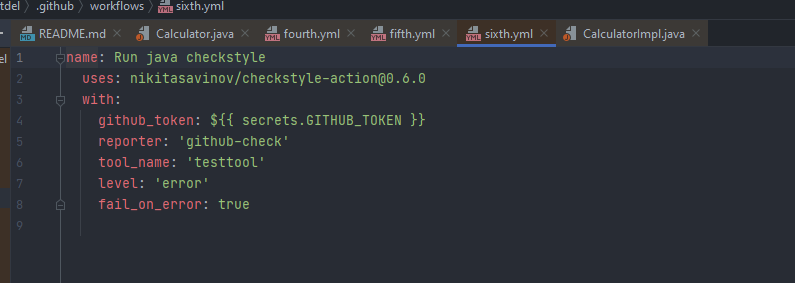 tdel > .github > workflows > sixth.yml
README.md × Calculator.java × fourth.yml × fifth.yml × sixth.yml × CalculatorImpl.java ×
1 name: Run java checkstyle
2 uses: nikitasavinov/checkstyle-action@0.6.0
3 with:
4 github_token: ${{ secrets.GITHUB_TOKEN }}
5 reporter: 'github-check'
6 tool_name: 'testtool'
7 level: 'error'
8 fail_on_error: true
9